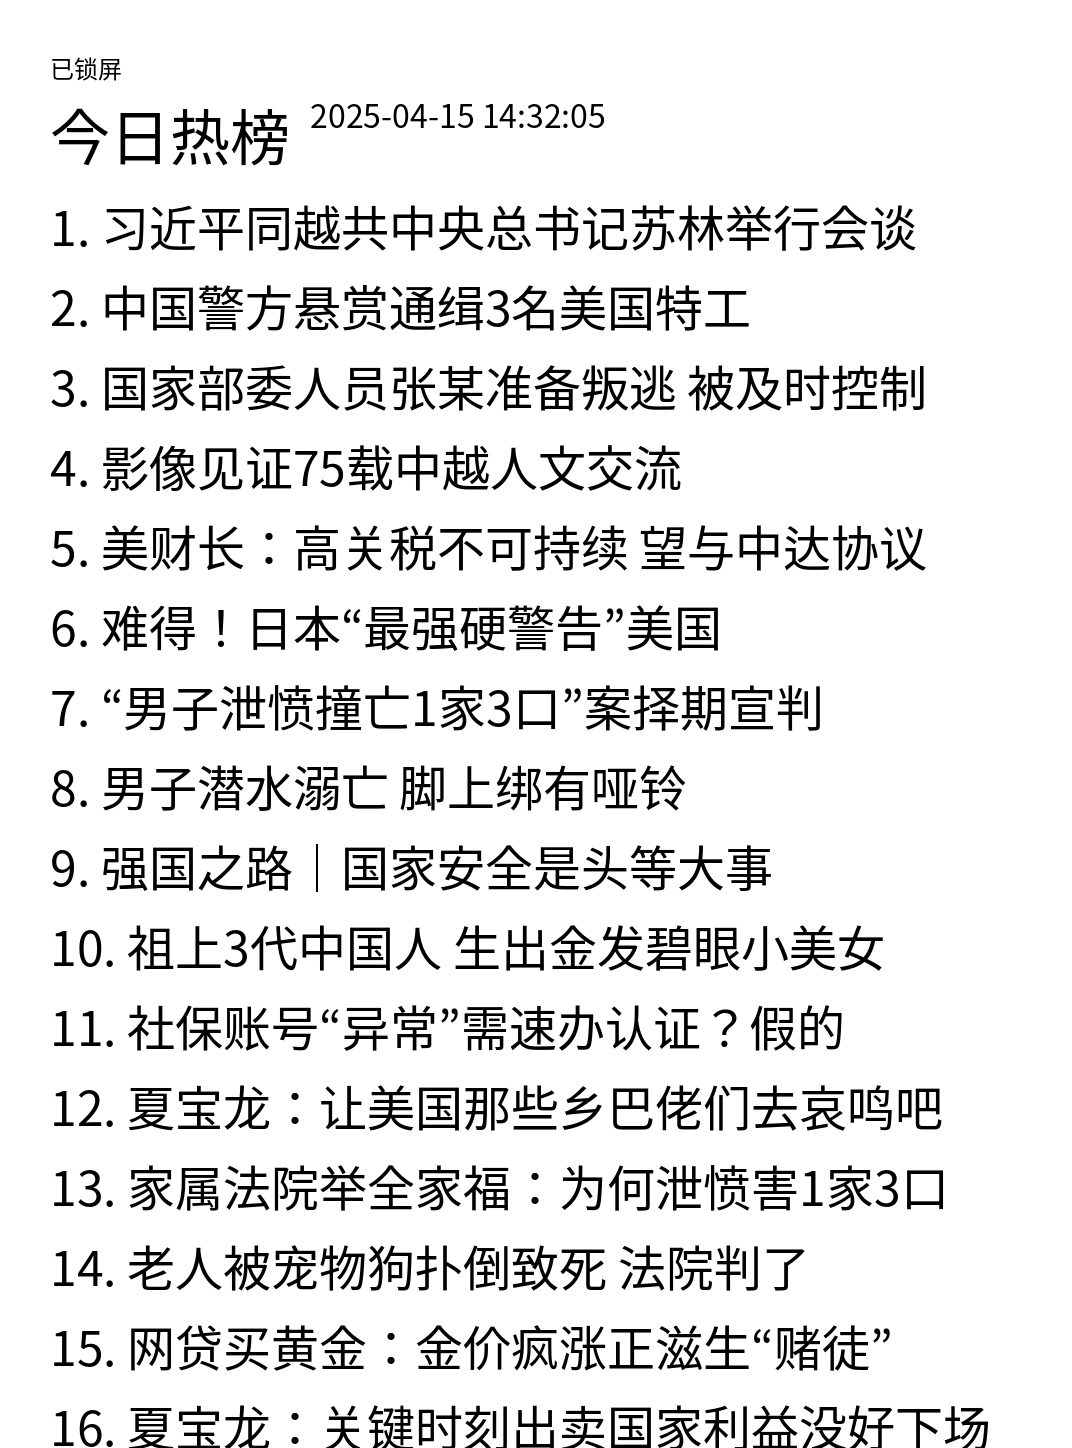 已锁屏
今日热榜 2025-04-15 14:32:05
1. 习近平同越共中央总书记苏林举行会谈
2. 中国警方悬赏通缉3名美国特工
3. 国家部委人员张某准备叛逃 被及时控制
4. 影像见证75载中越人文交流
5. 美财长：高关税不可持续 望与中达协议
6. 难得！日本“最强硬警告”美国
7. “男子泄愤撞亡1家3口”案择期宣判
8. 男子潜水溺亡 脚上绑有哑铃
9. 强国之路｜国家安全是头等大事
10. 祖上3代中国人 生出金发碧眼小美女
11. 社保账号“异常”需速办认证？假的
12. 夏宝龙：让美国那些乡巴佬们去哀鸣吧
13. 家属法院举全家福：为何泄愤害1家3口
14. 老人被宠物狗扑倒致死 法院判了
15. 网贷买黄金：金价疯涨正滋生“赌徒”
16. 夏宝龙：关键时刻出卖国家利益没好下场